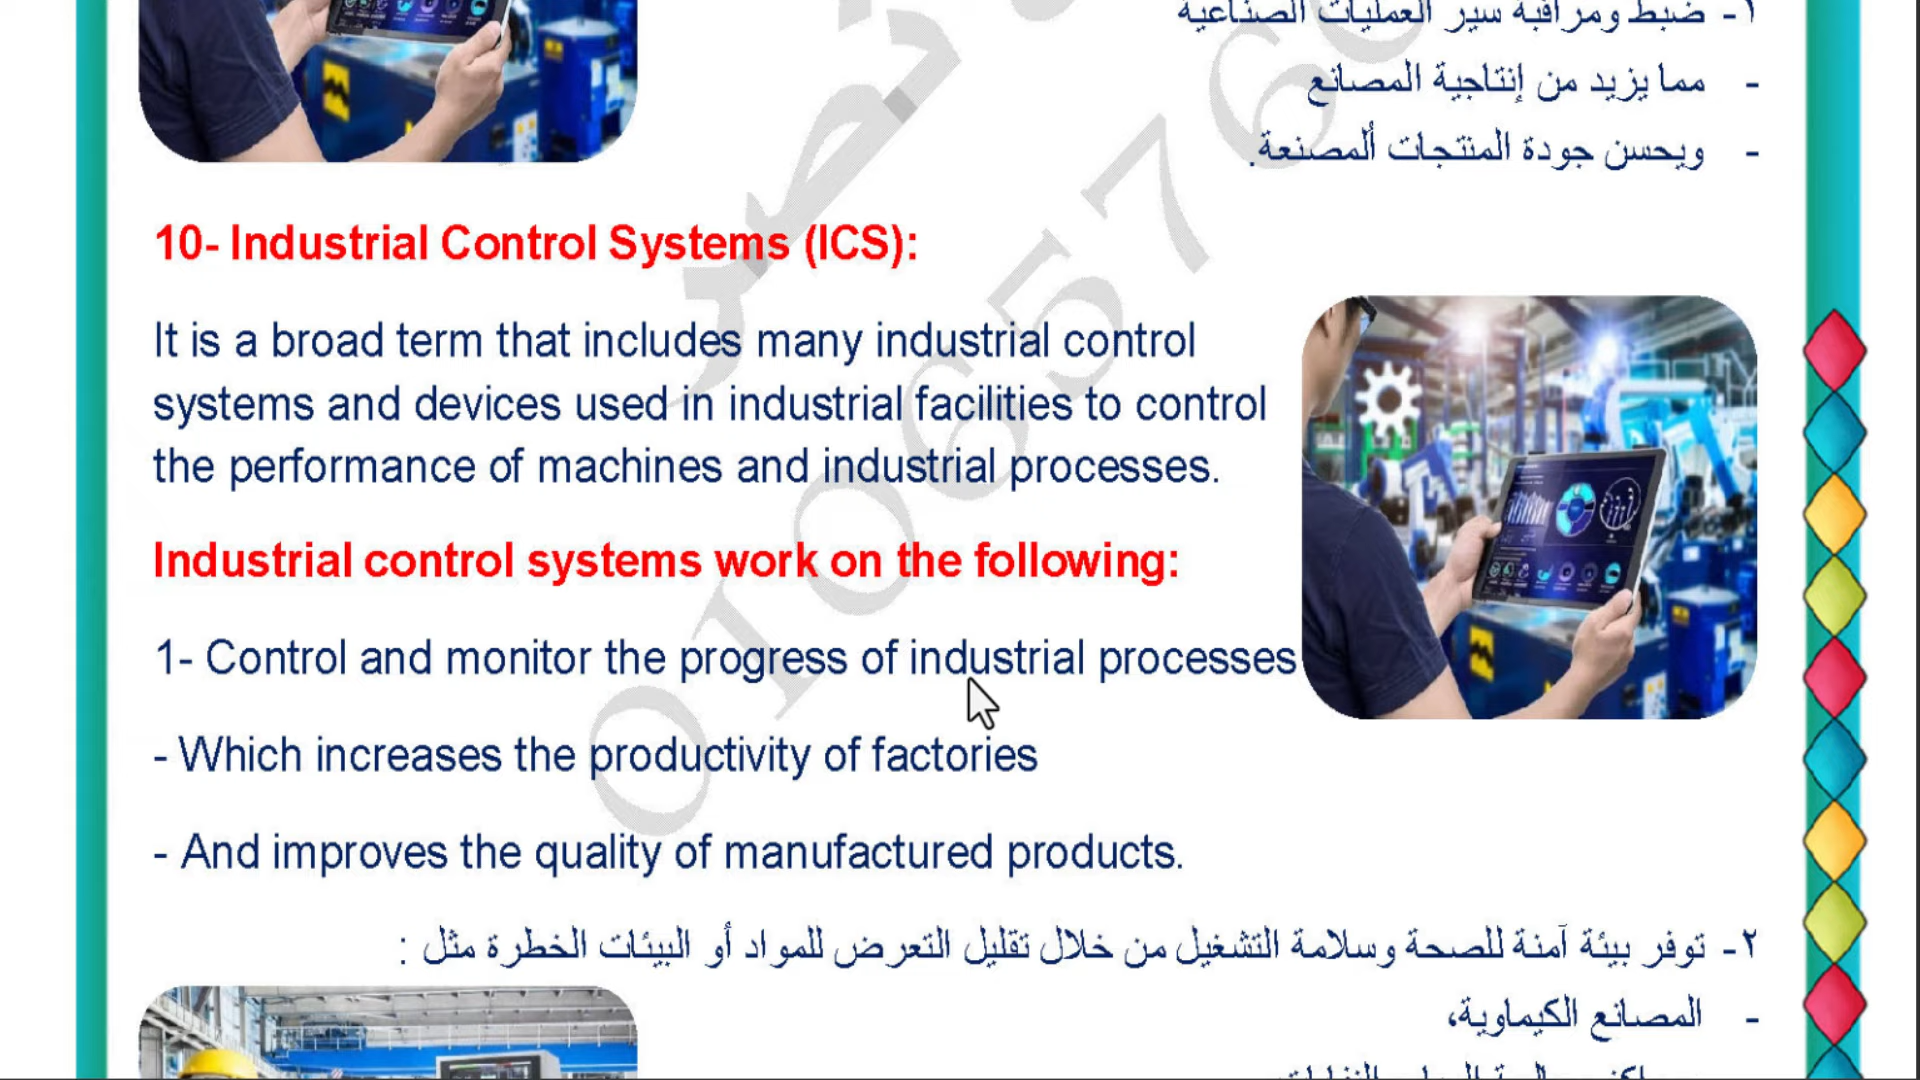 ١- ضبط ومراقبة سير العمليات الصناعية
- مما يزيد من إنتاجية المصانع
- ويحسن جودة المنتجات ألمصنعة.
10- Industrial Control Systems (ICS):
It is a broad term that includes many industrial control
systems and devices used in industrial facilities to control
the performance of machines and industrial processes.
Industrial control systems work on the following:
1- Control and monitor the progress of industrial processes
- Which increases the productivity of factories
- And improves the quality of manufactured products.
٢- توفر بيئة آمنة للصحة وسلامة التشغيل من خلال تقليل التعرض للمواد أو البيئات الخطرة مثل :
- المصانع الكيماوية،